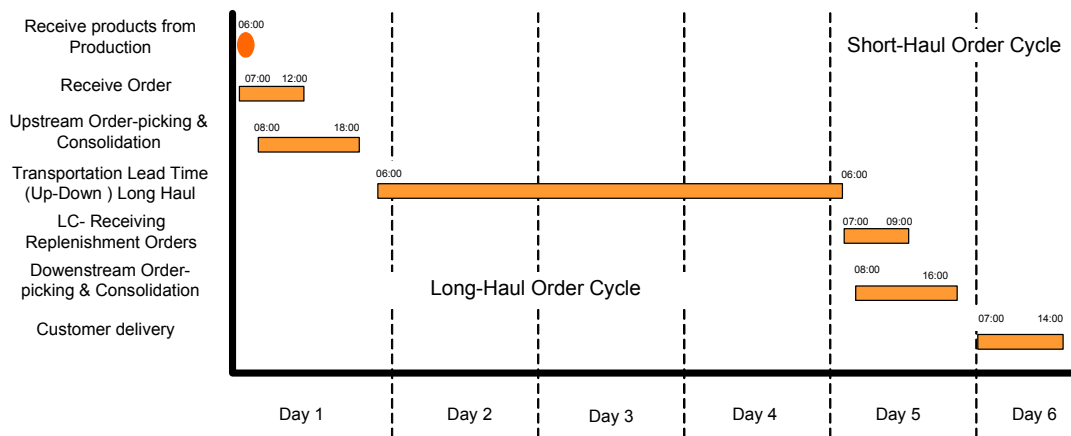 Receive products from
Production
06:00
Short-Haul Order Cycle
Receive Order
07:00 12:00
Upstream Order-picking &
Consolidation
08:00 18:00
Transportation Lead Time
(Up-Down ) Long Haul
06:00 06:00
LC- Receiving
Replenishment Orders
07:00 09:00
Dowenstream Order-
picking & Consolidation
08:00 16:00
Long-Haul Order Cycle
Customer delivery
07:00 14:00
Day 1 Day 2 Day 3 Day 4 Day 5 Day 6